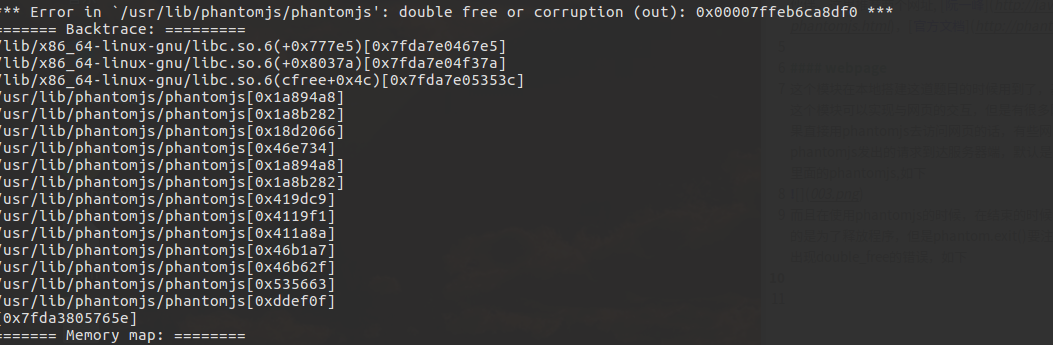 *** Error in `/usr/lib/phantomjs/phantomjs': double free or corruption (out): 0x00007ffeb6ca8df0 ***
======= Backtrace: =========
/lib/x86_64-linux-gnu/libc.so.6(+0x777e5)[0x7fda7e0467e5]
/lib/x86_64-linux-gnu/libc.so.6(+0x8037a)[0x7fda7e04f37a]
/lib/x86_64-linux-gnu/libc.so.6(cfree+0x4c)[0x7fda7e05353c]
/usr/lib/phantomjs/phantomjs[0x1a894a8]
/usr/lib/phantomjs/phantomjs[0x1a8b282]
/usr/lib/phantomjs/phantomjs[0x18d2066]
/usr/lib/phantomjs/phantomjs[0x46e734]
/usr/lib/phantomjs/phantomjs[0x1a894a8]
/usr/lib/phantomjs/phantomjs[0x1a8b282]
/usr/lib/phantomjs/phantomjs[0x419dc9]
/usr/lib/phantomjs/phantomjs[0x4119f1]
/usr/lib/phantomjs/phantomjs[0x411a8a]
/usr/lib/phantomjs/phantomjs[0x46b1a7]
/usr/lib/phantomjs/phantomjs[0x46b62f]
/usr/lib/phantomjs/phantomjs[0x535663]
/usr/lib/phantomjs/phantomjs[0xddef0f]
[0x7fda3805765e]
======= Memory map: ========